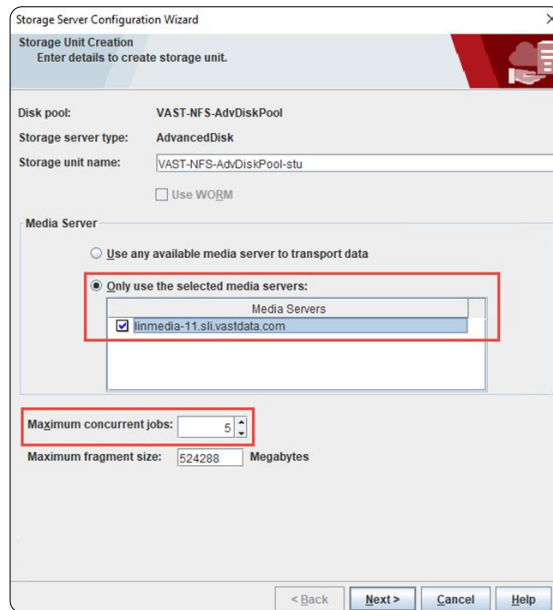 Storage Server Configuration Wizard
Storage Unit Creation
Enter details to create storage unit.
Disk pool: VAST-NFS-AdvDiskPool
Storage server type: AdvancedDisk
Storage unit name: VAST-NFS-AdvDiskPool-stu
Use WORM
Media Server
Use any available media server to transport data
Only use the selected media servers:
Media Servers
linmedia-11.sli.vastdata.com
Maximum concurrent jobs: 5
Maximum fragment size: 524288 Megabytes
< Back Next > Cancel Help